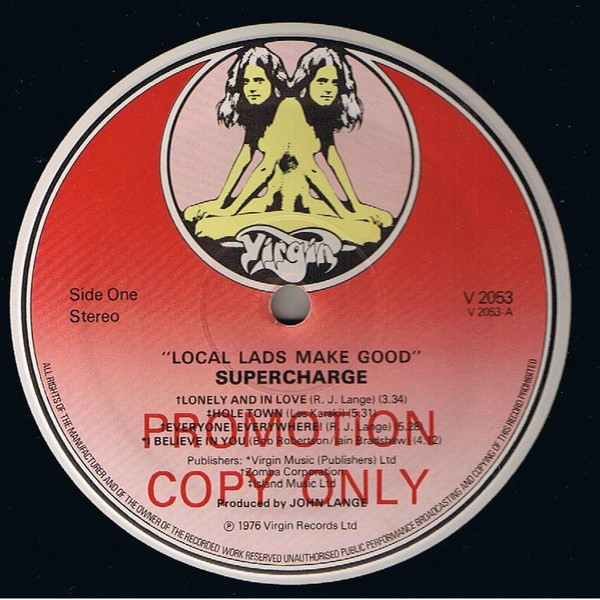 Virgin
Side One
Stereo
V 2053
V 2053-A
"LOCAL LADS MAKE GOOD"
SUPERCHARGE
†LONELY AND IN LOVE (R. J. Lange) (3.34)
‡HOLE TOWN (Les Karski) (5.31)
†EVERYONE, EVERYWHERE! (R. J. Lange) (5.28)
*I BELIEVE IN YOU (Bob Robertson/Iain Bradshaw) (4.12)
PROMOTION
COPY ONLY
Publishers: *Virgin Music (Publishers) Ltd
†Zomba Corporation
‡Island Music Ltd
Produced by JOHN LANGE
℗ 1976 Virgin Records Ltd
ALL RIGHTS OF THE MANUFACTURER AND OF THE OWNER OF THE RECORDED WORK RESERVED UNAUTHORISED PUBLIC PERFORMANCE BROADCASTING AND COPYING OF THIS RECORD PROHIBITED